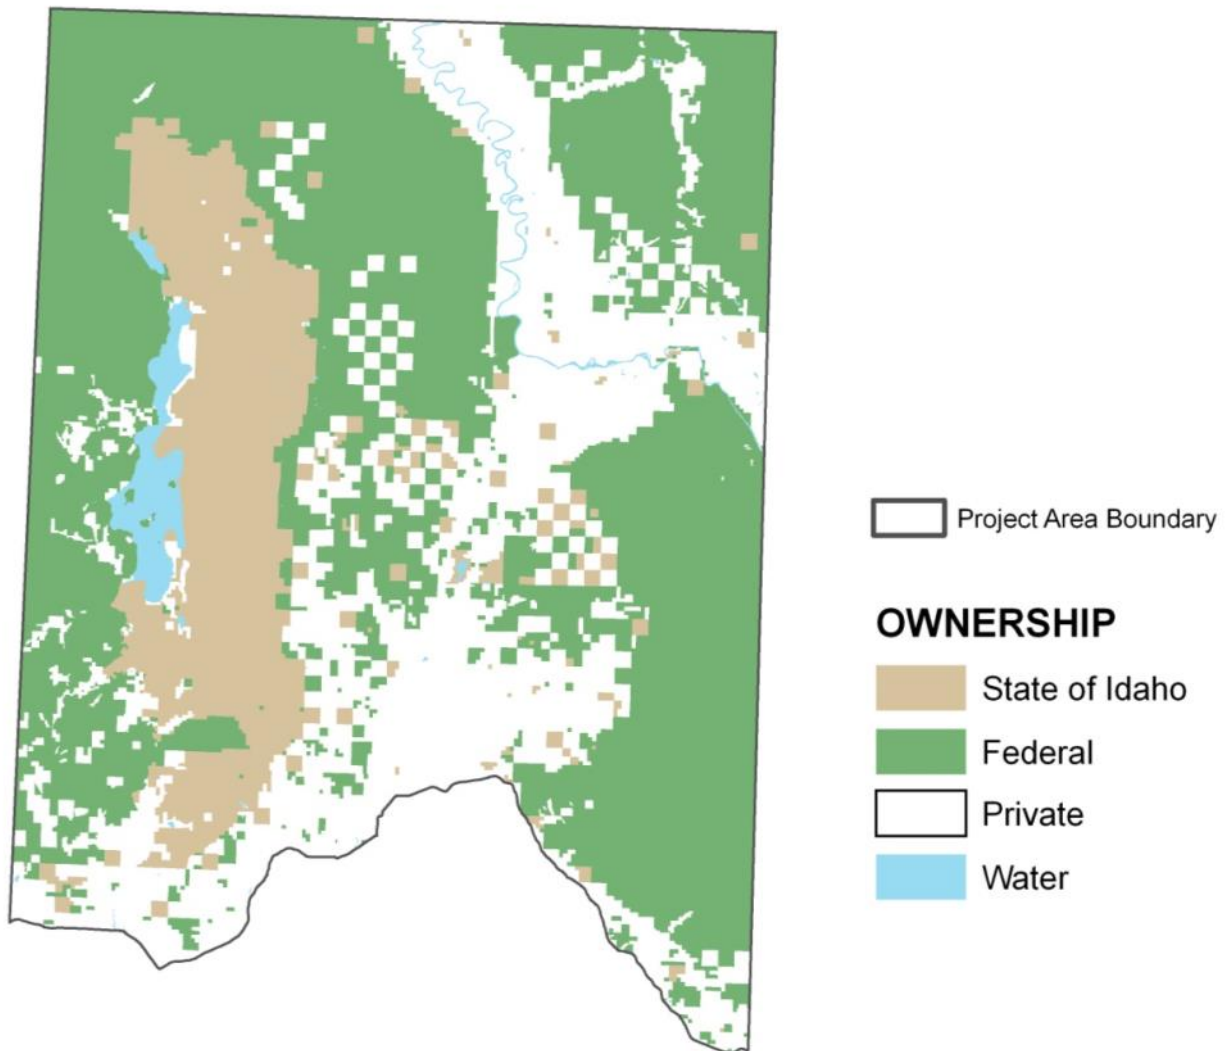 Project Area Boundary
OWNERSHIP
State of Idaho
Federal
Private
Water